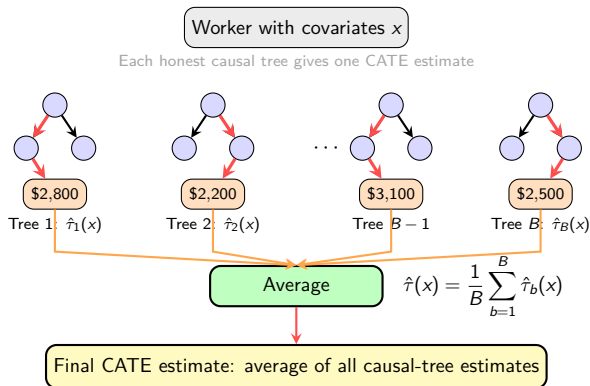 Worker with covariates x
Each honest causal tree gives one CATE estimate
...
$2,800 $2,200 $3,100 $2,500
Tree 1: τ̂₁(x) Tree 2: τ̂₂(x) Tree B − 1 Tree B: τ̂_B(x)
Average τ̂(x) = 1/B ∑_{b=1}^{B} τ̂_b(x)
Final CATE estimate: average of all causal-tree estimates